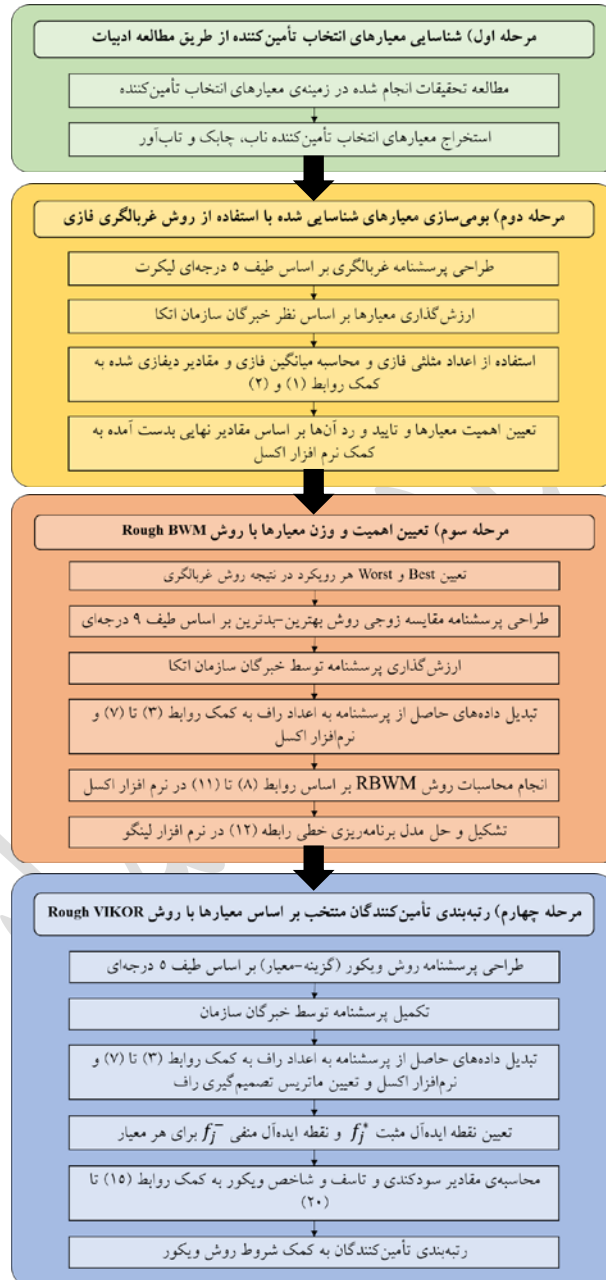 مرحله اول) شناسایی معیارهای انتخاب تأمین‌کننده از طریق مطالعه ادبیات
مطالعه تحقیقات انجام شده در زمینه‌ی معیارهای انتخاب تأمین‌کننده
استخراج معیارهای انتخاب تأمین‌کننده ناب، چابک و تاب‌آور
مرحله دوم) بومی‌سازی معیارهای شناسایی شده با استفاده از روش غربالگری فازی
طراحی پرسشنامه غربالگری بر اساس طیف ۵ درجه‌ای لیکرت
ارزش‌گذاری معیارها بر اساس نظر خبرگان سازمان اتکا
استفاده از اعداد مثلثی فازی و محاسبه میانگین فازی و مقادیر دیفازی شده به
کمک روابط (۱) و (۲)
تعیین اهمیت معیارها و تایید و رد آن‌ها بر اساس مقادیر نهایی بدست آمده به
کمک نرم افزار اکسل
مرحله سوم) تعیین اهمیت و وزن معیارها با روش Rough BWM
تعیین Best و Worst هر رویکرد در نتیجه روش غربالگری
طراحی پرسشنامه مقایسه زوجی روش بهترین-بدترین بر اساس طیف ۹ درجه‌ای
ارزش‌گذاری پرسشنامه توسط خبرگان سازمان اتکا
تبدیل داده‌های حاصل از پرسشنامه به اعداد راف به کمک روابط (۳) تا (۷) و
نرم‌افزار اکسل
انجام محاسبات روش RBWM بر اساس روابط (۸) تا (۱۱) در نرم افزار اکسل
تشکیل و حل مدل برنامه‌ریزی خطی رابطه (۱۲) در نرم افزار لینگو
مرحله چهارم) رتبه‌بندی تأمین‌کنندگان منتخب بر اساس معیارها با روش Rough VIKOR
طراحی پرسشنامه روش ویکور (گزینه-معیار) بر اساس طیف ۵ درجه‌ای
تکمیل پرسشنامه توسط خبرگان سازمان
تبدیل داده‌های حاصل از پرسشنامه به اعداد راف به کمک روابط (۳) تا (۷) و
نرم‌افزار اکسل و تعیین ماتریس تصمیم‌گیری راف
تعیین نقطه ایده‌آل مثبت f_j^* و نقطه ایده‌آل منفی f_j^- برای هر معیار
محاسبه‌ی مقادیر سودکندی و تاسف و شاخص ویکور به کمک روابط (۱۵) تا
(۲۰)
رتبه‌بندی تأمین‌کنندگان به کمک شروط روش ویکور